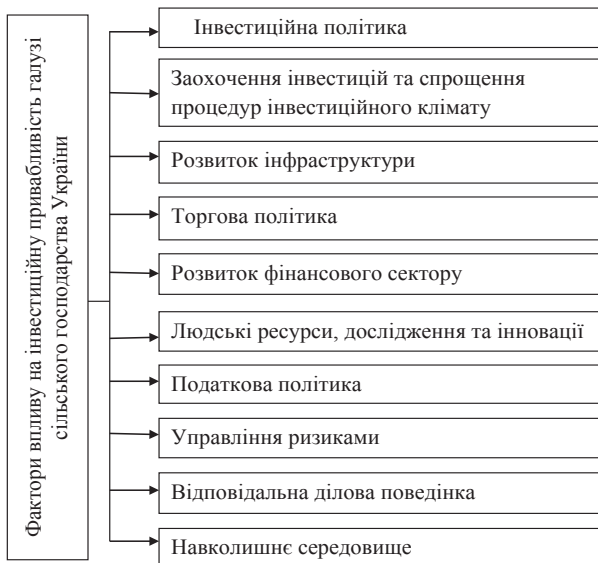 Фактори впливу на інвестиційну привабливість галузі
сільського господарства України
Інвестиційна політика
Заохочення інвестицій та спрощення
процедур інвестиційного клімату
Розвиток інфраструктури
Торгова політика
Розвиток фінансового сектору
Людські ресурси, дослідження та інновації
Податкова політика
Управління ризиками
Відповідальна ділова поведінка
Навколишнє середовище